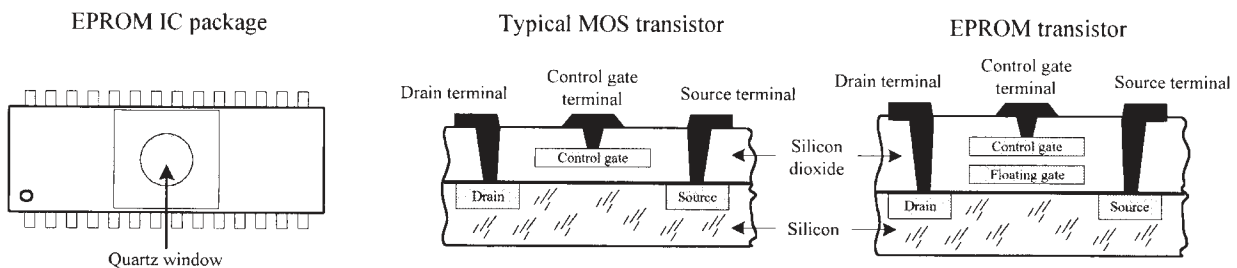 EPROM IC package
Quartz window
Typical MOS transistor
Drain terminal
Control gate
terminal
Source terminal
Control gate
Drain
Source
Silicon
dioxide
Silicon
EPROM transistor
Drain terminal
Control gate
terminal
Source terminal
Control gate
Floating gate
Drain
Source